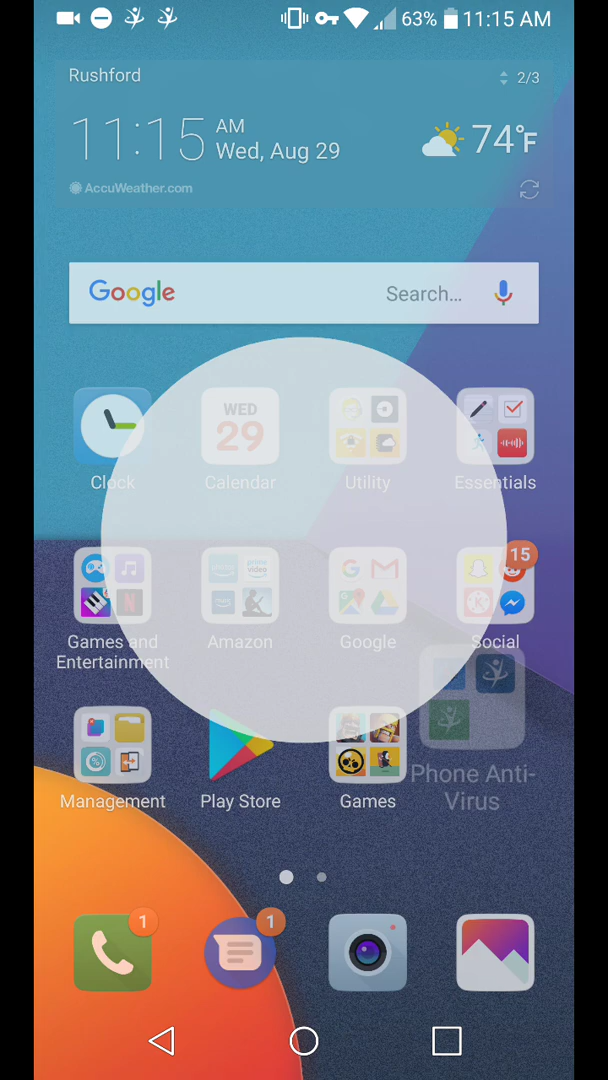 63% 11:15 AM
Rushford
2/3
11:15 AM
Wed, Aug 29
74°F
AccuWeather.com
Google Search...
WED
29
Clock Calendar Utility Essentials
15
Games and Entertainment Amazon Google Social
Management Play Store Games
Phone Anti-
Virus
1 1